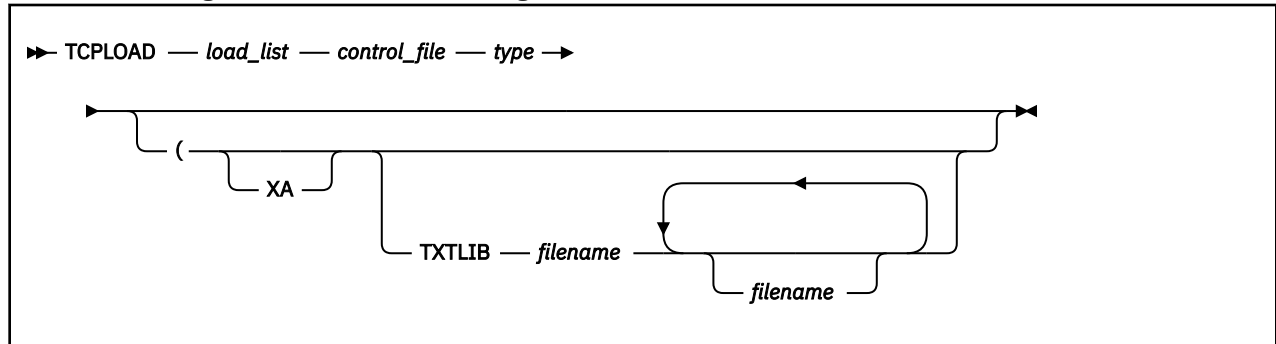 TCPLOAD load_list control_file type
(
XA
TXTLIB filename
filename